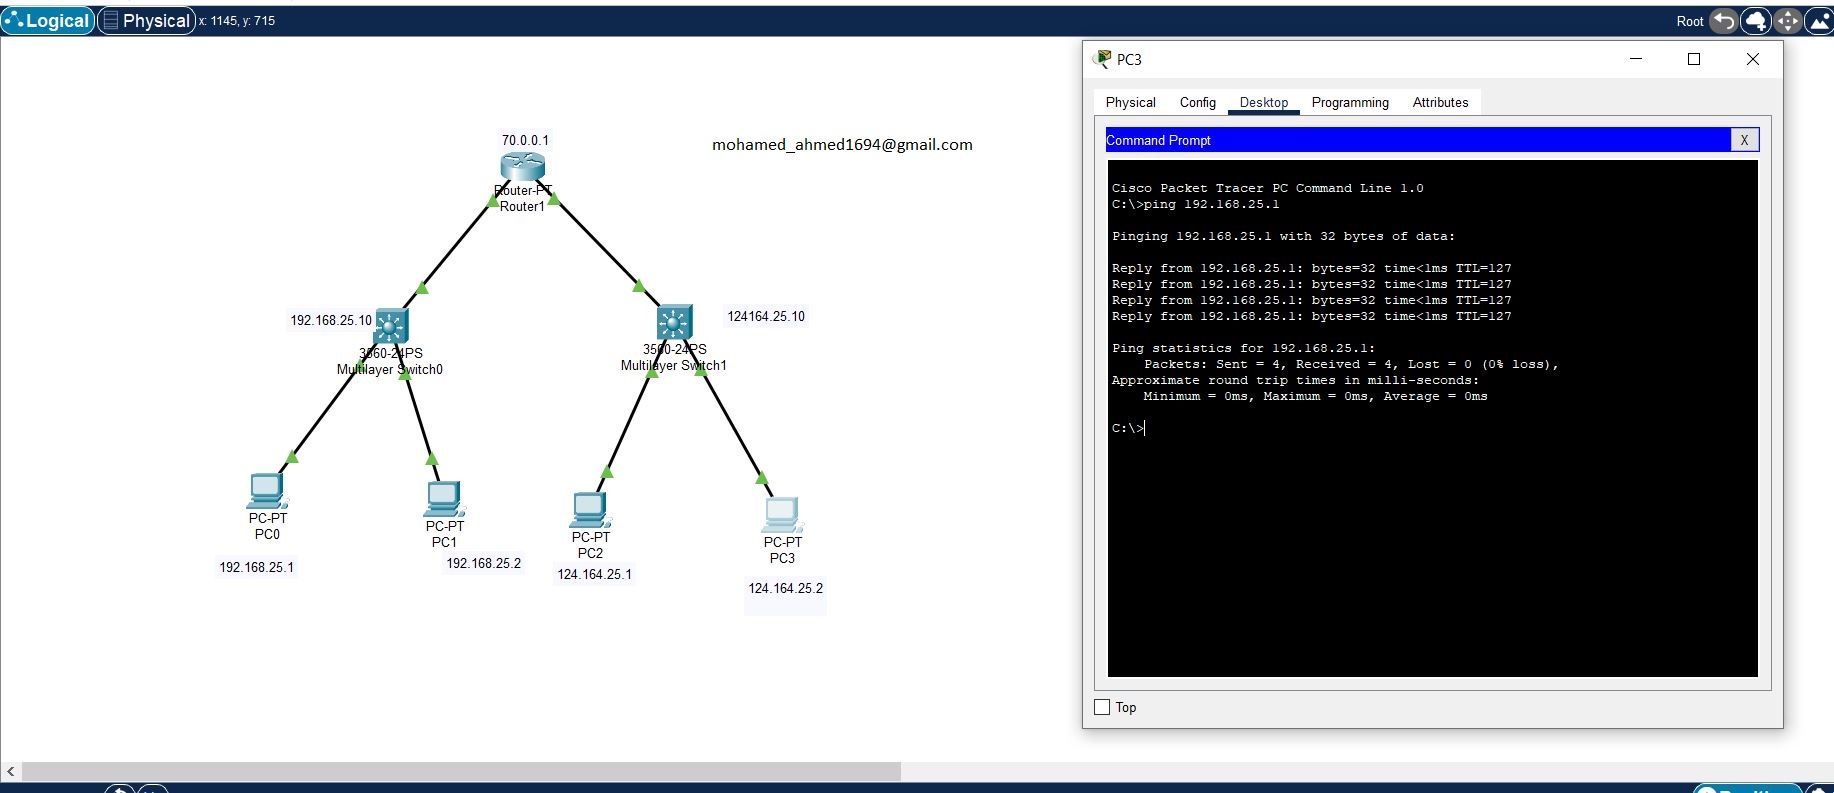 Logical Physical x: 1145, y: 715 Root
PC3
Physical Config Desktop Programming Attributes
Command Prompt X
Cisco Packet Tracer PC Command Line 1.0
C:\>ping 192.168.25.1
Pinging 192.168.25.1 with 32 bytes of data:
Reply from 192.168.25.1: bytes=32 time<1ms TTL=127
Reply from 192.168.25.1: bytes=32 time<1ms TTL=127
Reply from 192.168.25.1: bytes=32 time<1ms TTL=127
Reply from 192.168.25.1: bytes=32 time<1ms TTL=127
Ping statistics for 192.168.25.1:
Packets: Sent = 4, Received = 4, Lost = 0 (0% loss),
Approximate round trip times in milli-seconds:
Minimum = 0ms, Maximum = 0ms, Average = 0ms
C:\>
Top
70.0.0.1
mohamed_ahmed1694@gmail.com
Router-PT
Router1
192.168.25.10
3560-24PS
Multilayer Switch0
124164.25.10
3560-24PS
Multilayer Switch1
PC-PT
PC0
192.168.25.1
PC-PT
PC1
192.168.25.2
PC-PT
PC2
124.164.25.1
PC-PT
PC3
124.164.25.2